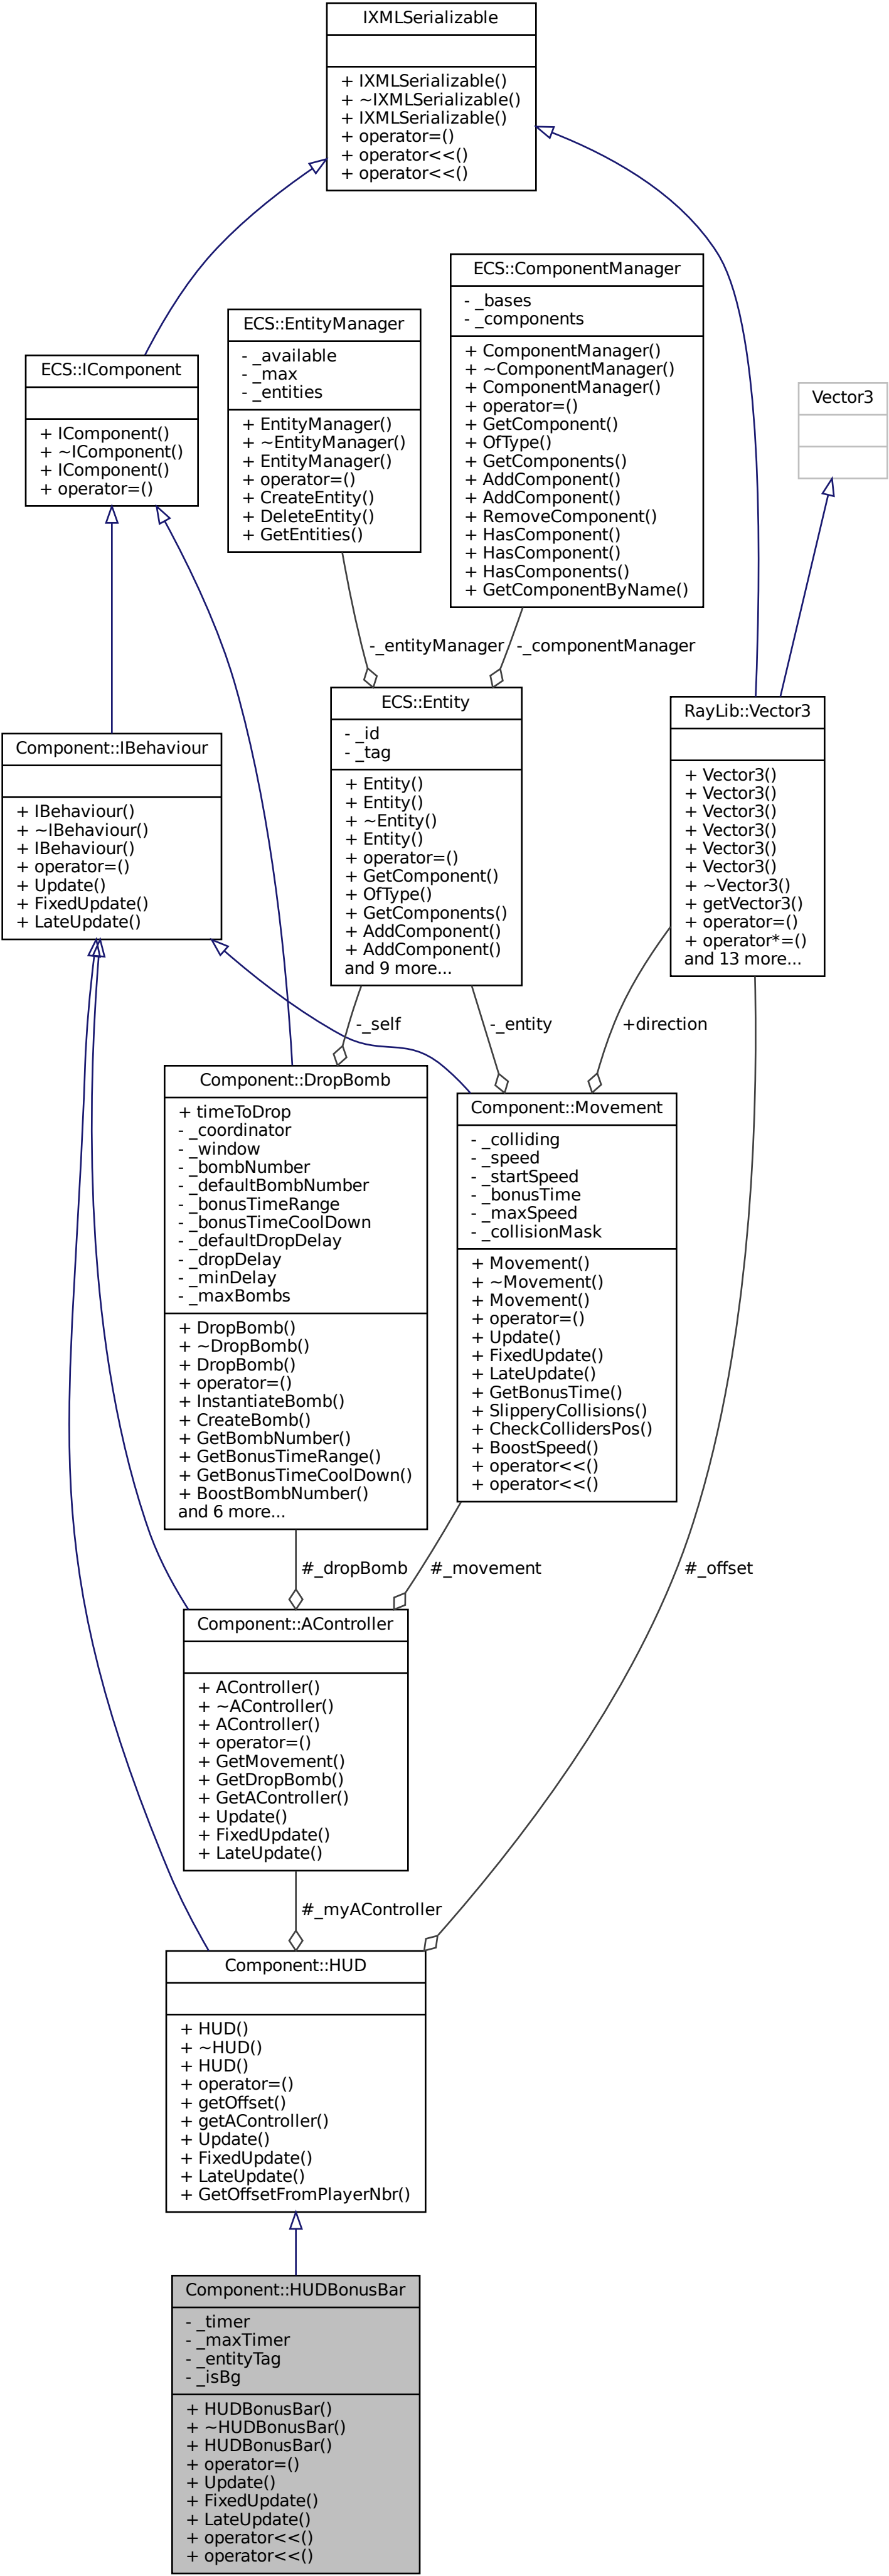 IXMLSerializable
+ IXMLSerializable()
+ ~IXMLSerializable()
+ IXMLSerializable()
+ operator=()
+ operator<<()
+ operator<<()
ECS::ComponentManager
- _bases
- _components
+ ComponentManager()
+ ~ComponentManager()
+ ComponentManager()
+ operator=()
+ GetComponent()
+ OfType()
+ GetComponents()
+ AddComponent()
+ AddComponent()
+ RemoveComponent()
+ HasComponent()
+ HasComponent()
+ HasComponents()
+ GetComponentByName()
ECS::EntityManager
- _available
- _max
- _entities
+ EntityManager()
+ ~EntityManager()
+ EntityManager()
+ operator=()
+ CreateEntity()
+ DeleteEntity()
+ GetEntities()
ECS::IComponent
+ IComponent()
+ ~IComponent()
+ IComponent()
+ operator=()
Vector3
-_entityManager
-_componentManager
ECS::Entity
- _id
- _tag
+ Entity()
+ Entity()
+ ~Entity()
+ Entity()
+ operator=()
+ GetComponent()
+ OfType()
+ GetComponents()
+ AddComponent()
+ AddComponent()
and 9 more...
RayLib::Vector3
+ Vector3()
+ Vector3()
+ Vector3()
+ Vector3()
+ Vector3()
+ Vector3()
+ ~Vector3()
+ getVector3()
+ operator=()
+ operator*=()
and 13 more...
Component::IBehaviour
+ IBehaviour()
+ ~IBehaviour()
+ IBehaviour()
+ operator=()
+ Update()
+ FixedUpdate()
+ LateUpdate()
-_self
-_entity
+direction
Component::DropBomb
+ timeToDrop
- _coordinator
- _window
- _bombNumber
- _defaultBombNumber
- _bonusTimeRange
- _bonusTimeCoolDown
- _defaultDropDelay
- _dropDelay
- _minDelay
- _maxBombs
+ DropBomb()
+ ~DropBomb()
+ DropBomb()
+ operator=()
+ InstantiateBomb()
+ CreateBomb()
+ GetBombNumber()
+ GetBonusTimeRange()
+ GetBonusTimeCoolDown()
+ BoostBombNumber()
and 6 more...
Component::Movement
- _colliding
- _speed
- _startSpeed
- _bonusTime
- _maxSpeed
- _collisionMask
+ Movement()
+ ~Movement()
+ Movement()
+ operator=()
+ Update()
+ FixedUpdate()
+ LateUpdate()
+ GetBonusTime()
+ SlipperyCollisions()
+ CheckCollidersPos()
+ BoostSpeed()
+ operator<<()
+ operator<<()
#_dropBomb
#_movement
#_offset
Component::AController
+ AController()
+ ~AController()
+ AController()
+ operator=()
+ GetMovement()
+ GetDropBomb()
+ GetAController()
+ Update()
+ FixedUpdate()
+ LateUpdate()
#_myAController
Component::HUD
+ HUD()
+ ~HUD()
+ HUD()
+ operator=()
+ getOffset()
+ getAController()
+ Update()
+ FixedUpdate()
+ LateUpdate()
+ GetOffsetFromPlayerNbr()
Component::HUDBonusBar
- _timer
- _maxTimer
- _entityTag
- _isBg
+ HUDBonusBar()
+ ~HUDBonusBar()
+ HUDBonusBar()
+ operator=()
+ Update()
+ FixedUpdate()
+ LateUpdate()
+ operator<<()
+ operator<<()